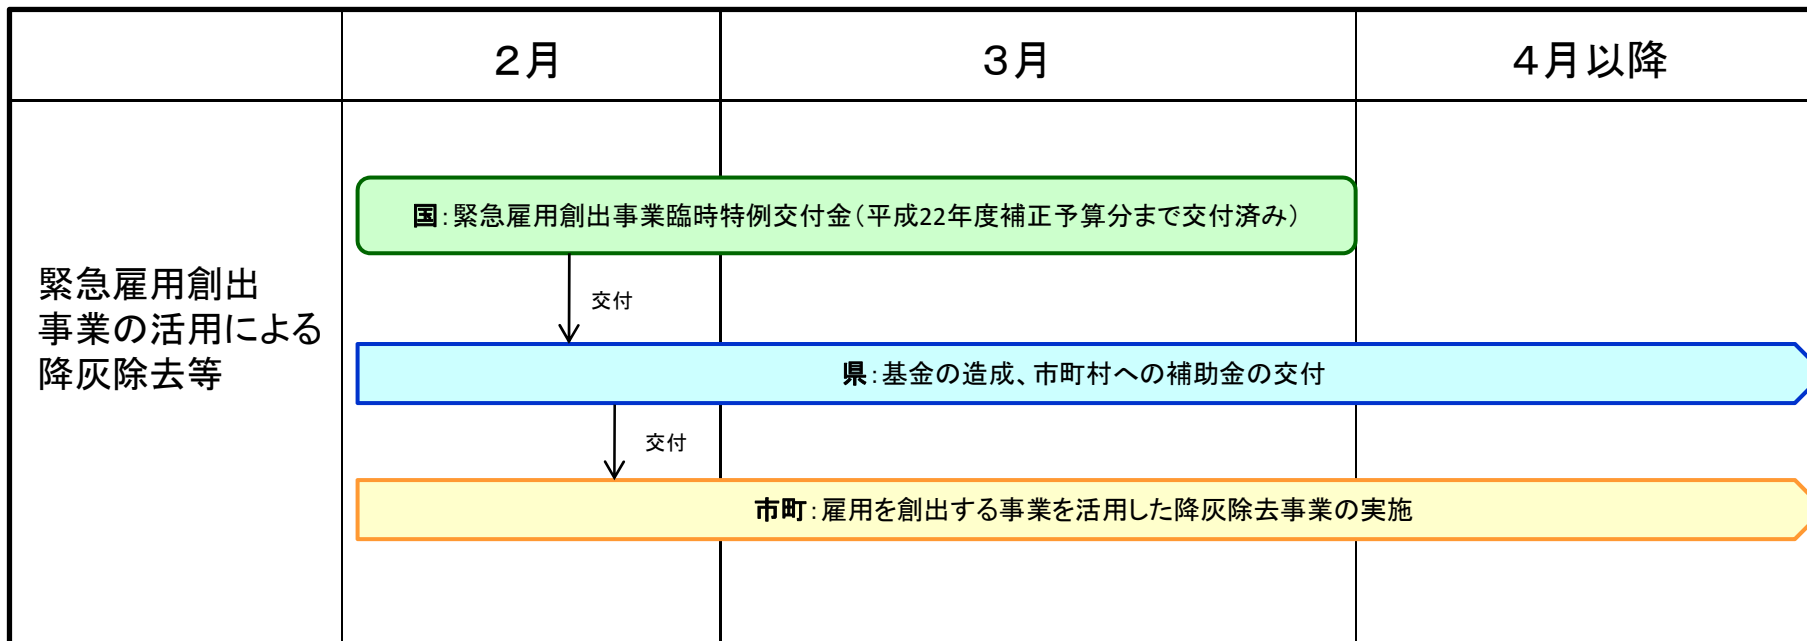 ２月
３月
４月以降
緊急雇用創出
事業の活用による
降灰除去等
国：緊急雇用創出事業臨時特例交付金（平成22年度補正予算分まで交付済み）
交付
県：基金の造成、市町村への補助金の交付
交付
市町：雇用を創出する事業を活用した降灰除去事業の実施